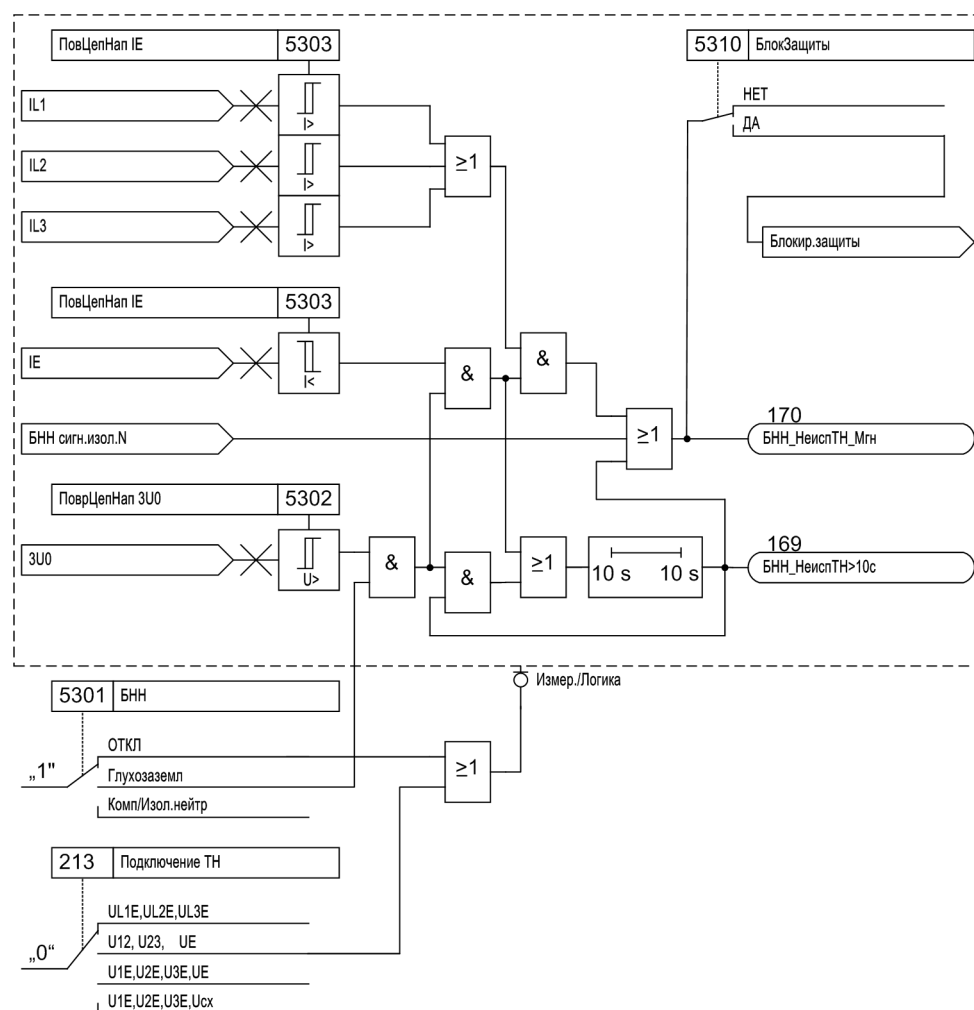 ПовЦепНап IE 5303
5310 БлокЗащиты
IL1
I>
НЕТ
ДА
IL2
I>
≥1
IL3
I>
Блокир.защиты
ПовЦепНап IE 5303
IE
I<
&
&
БНН сигн.изол.N
≥1
170
БНН_НеиспТН_Мгн
ПоврЦепНап 3U0 5302
3U0
U>
&
&
≥1
10 s 10 s
169
БНН_НеиспТН>10с
Измер./Логика
5301 БНН
„1"
ОТКЛ
Глухозаземл
Комп/Изол.нейтр
≥1
213 Подключение ТН
„0“
UL1E,UL2E,UL3E
U12, U23, UE
U1E,U2E,U3E,UE
U1E,U2E,U3E,Uсх